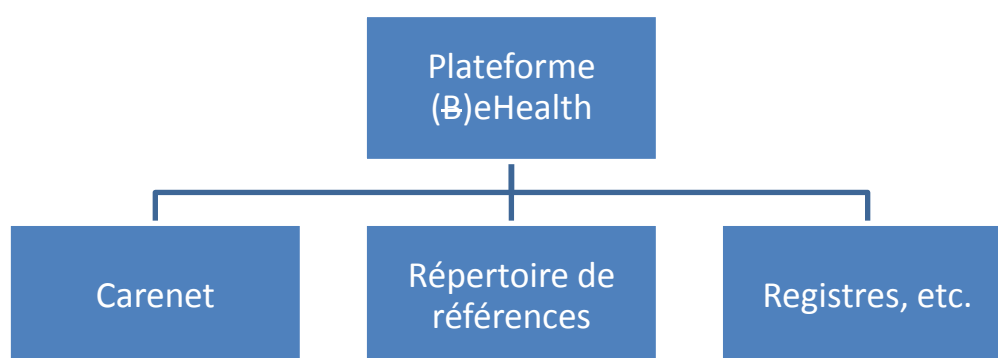 Plateforme
(B)eHealth
Carenet
Répertoire de
références
Registres, etc.